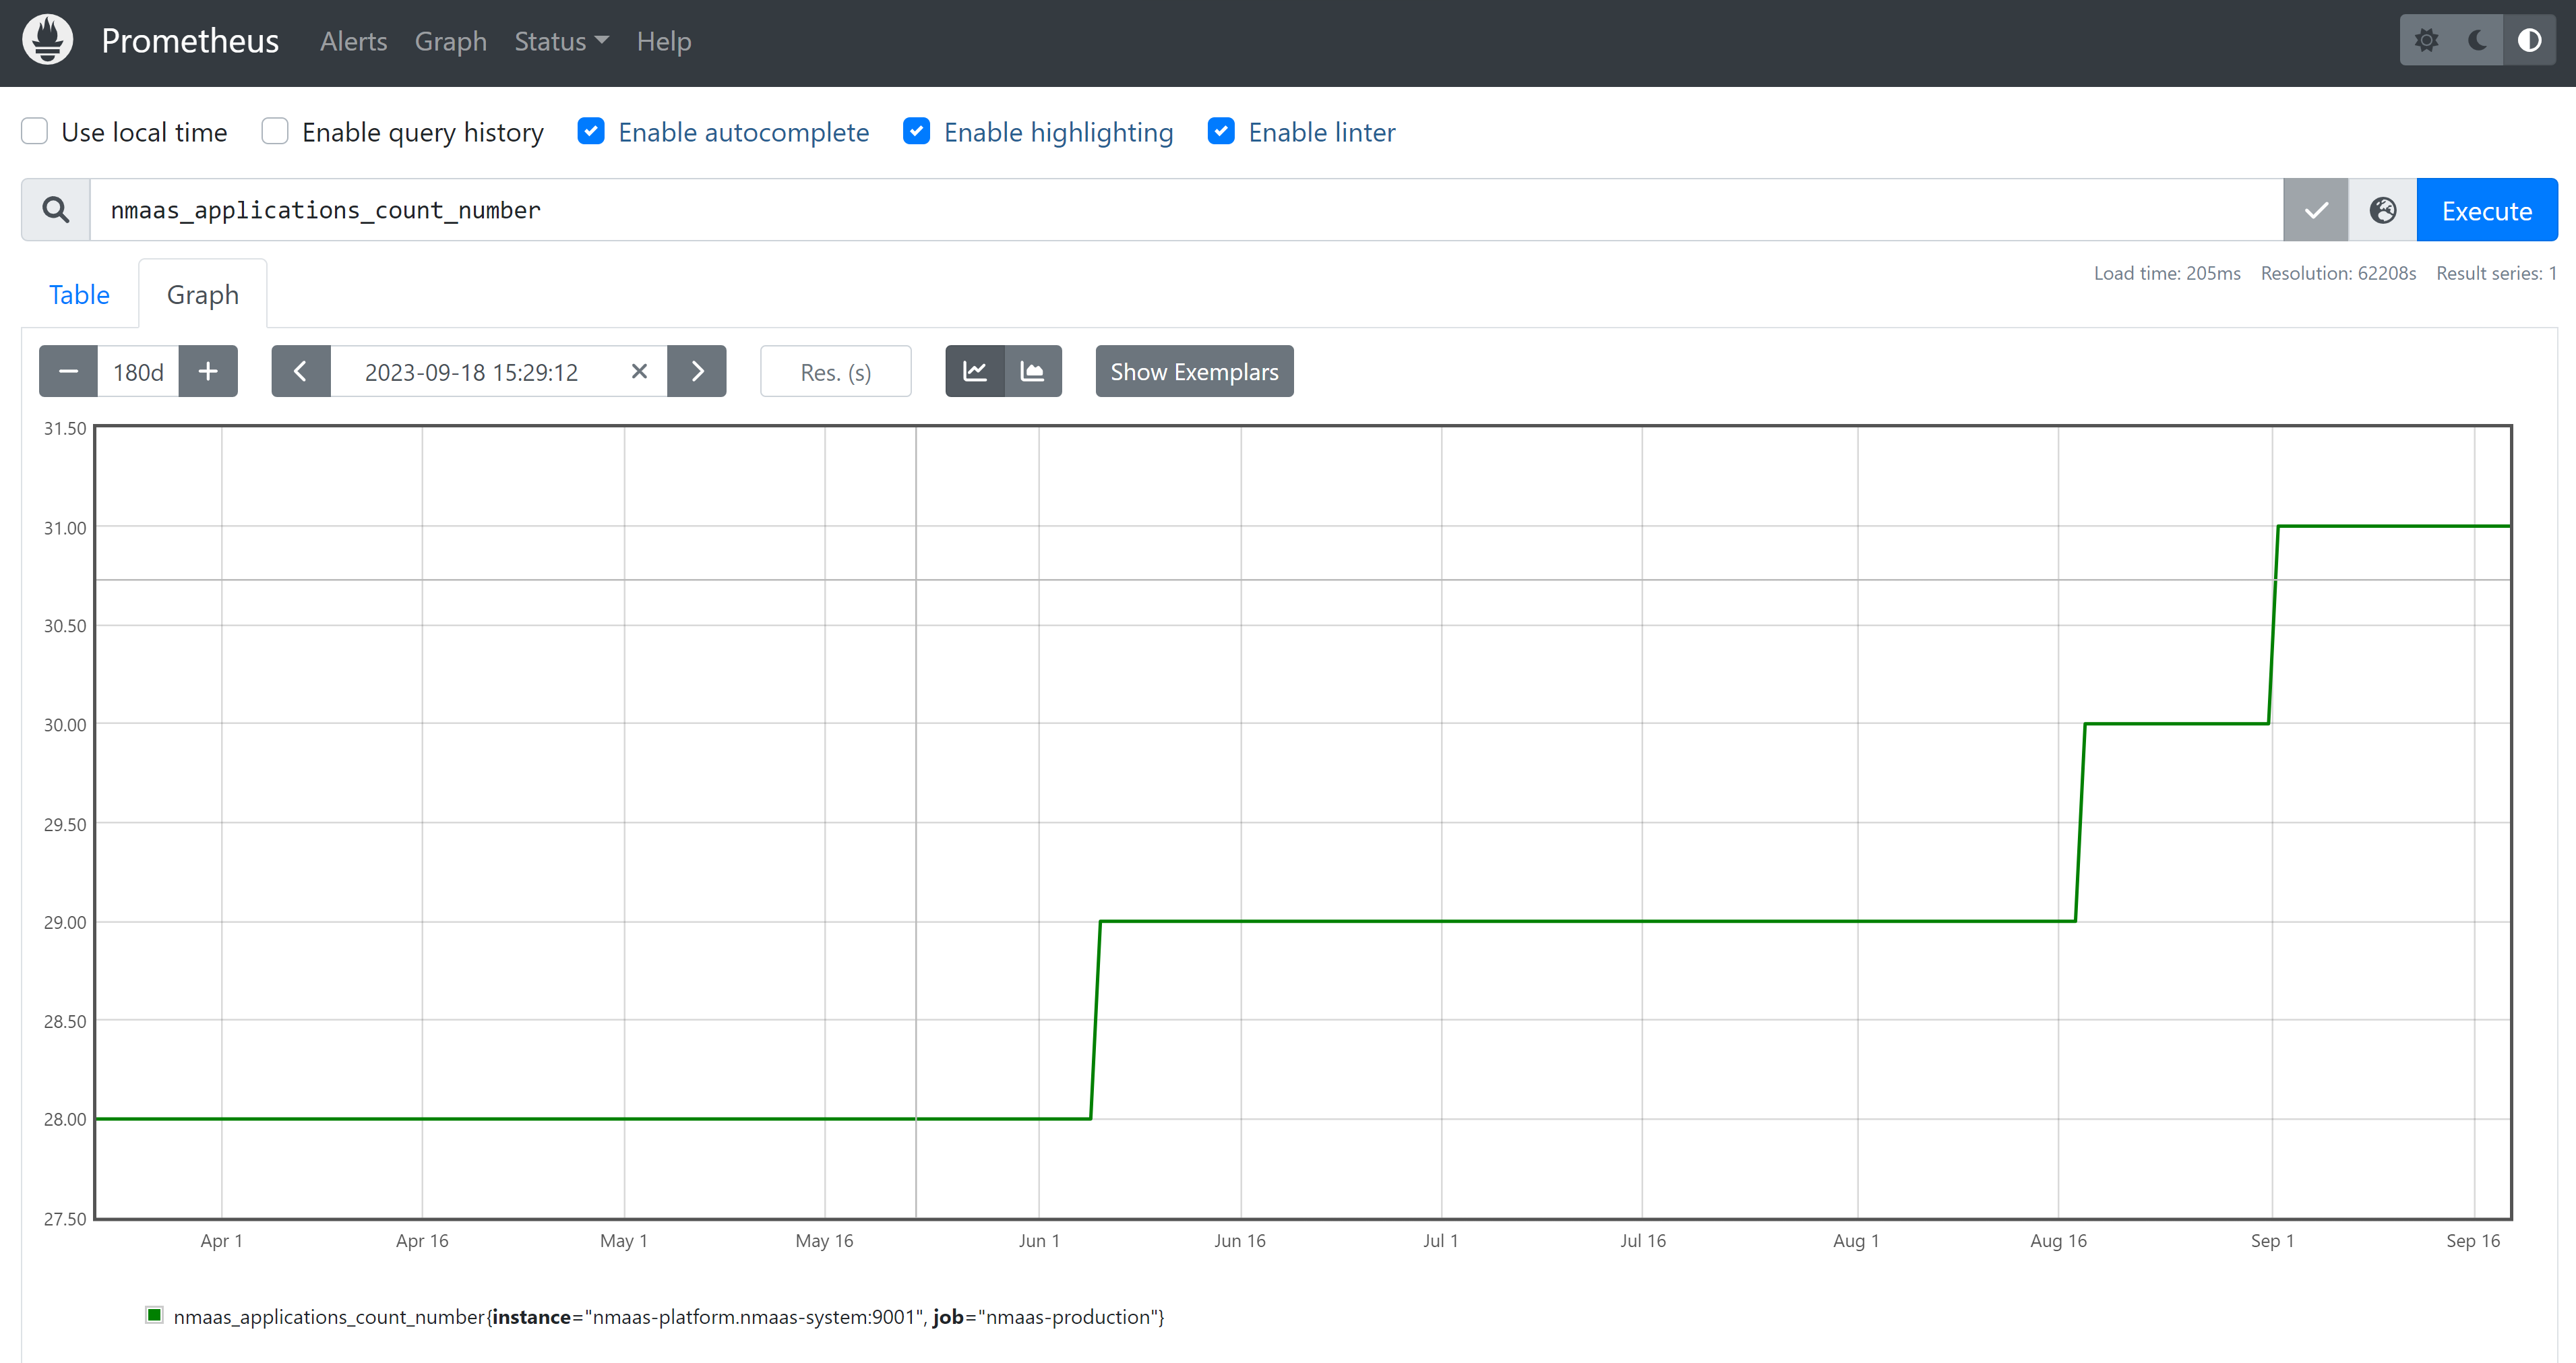 Prometheus Alerts Graph Status Help
Use local time Enable query history Enable autocomplete Enable highlighting Enable linter
nmaas_applications_count_number Execute
Load time: 205ms Resolution: 62208s Result series: 1
Table Graph
180d 2023-09-18 15:29:12 Res. (s) Show Exemplars
31.50
31.00
30.50
30.00
29.50
29.00
28.50
28.00
27.50
Apr 1 Apr 16 May 1 May 16 Jun 1 Jun 16 Jul 1 Jul 16 Aug 1 Aug 16 Sep 1 Sep 16
nmaas_applications_count_number{instance="nmaas-platform.nmaas-system:9001", job="nmaas-production"}